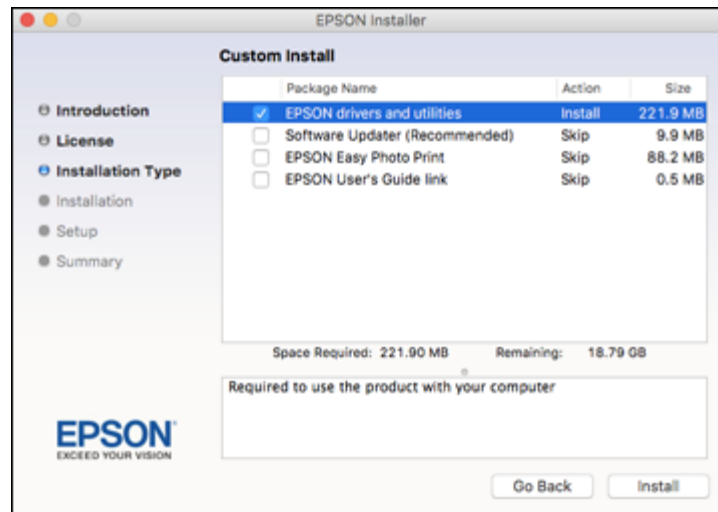 EPSON Installer
Custom Install
Package Name Action Size
EPSON drivers and utilities Install 221.9 MB
Software Updater (Recommended) Skip 9.9 MB
EPSON Easy Photo Print Skip 88.2 MB
EPSON User's Guide link Skip 0.5 MB
Introduction
License
Installation Type
Installation
Setup
Summary
Space Required: 221.90 MB Remaining: 18.79 GB
Required to use the product with your computer
EPSON
EXCEED YOUR VISION
Go Back Install